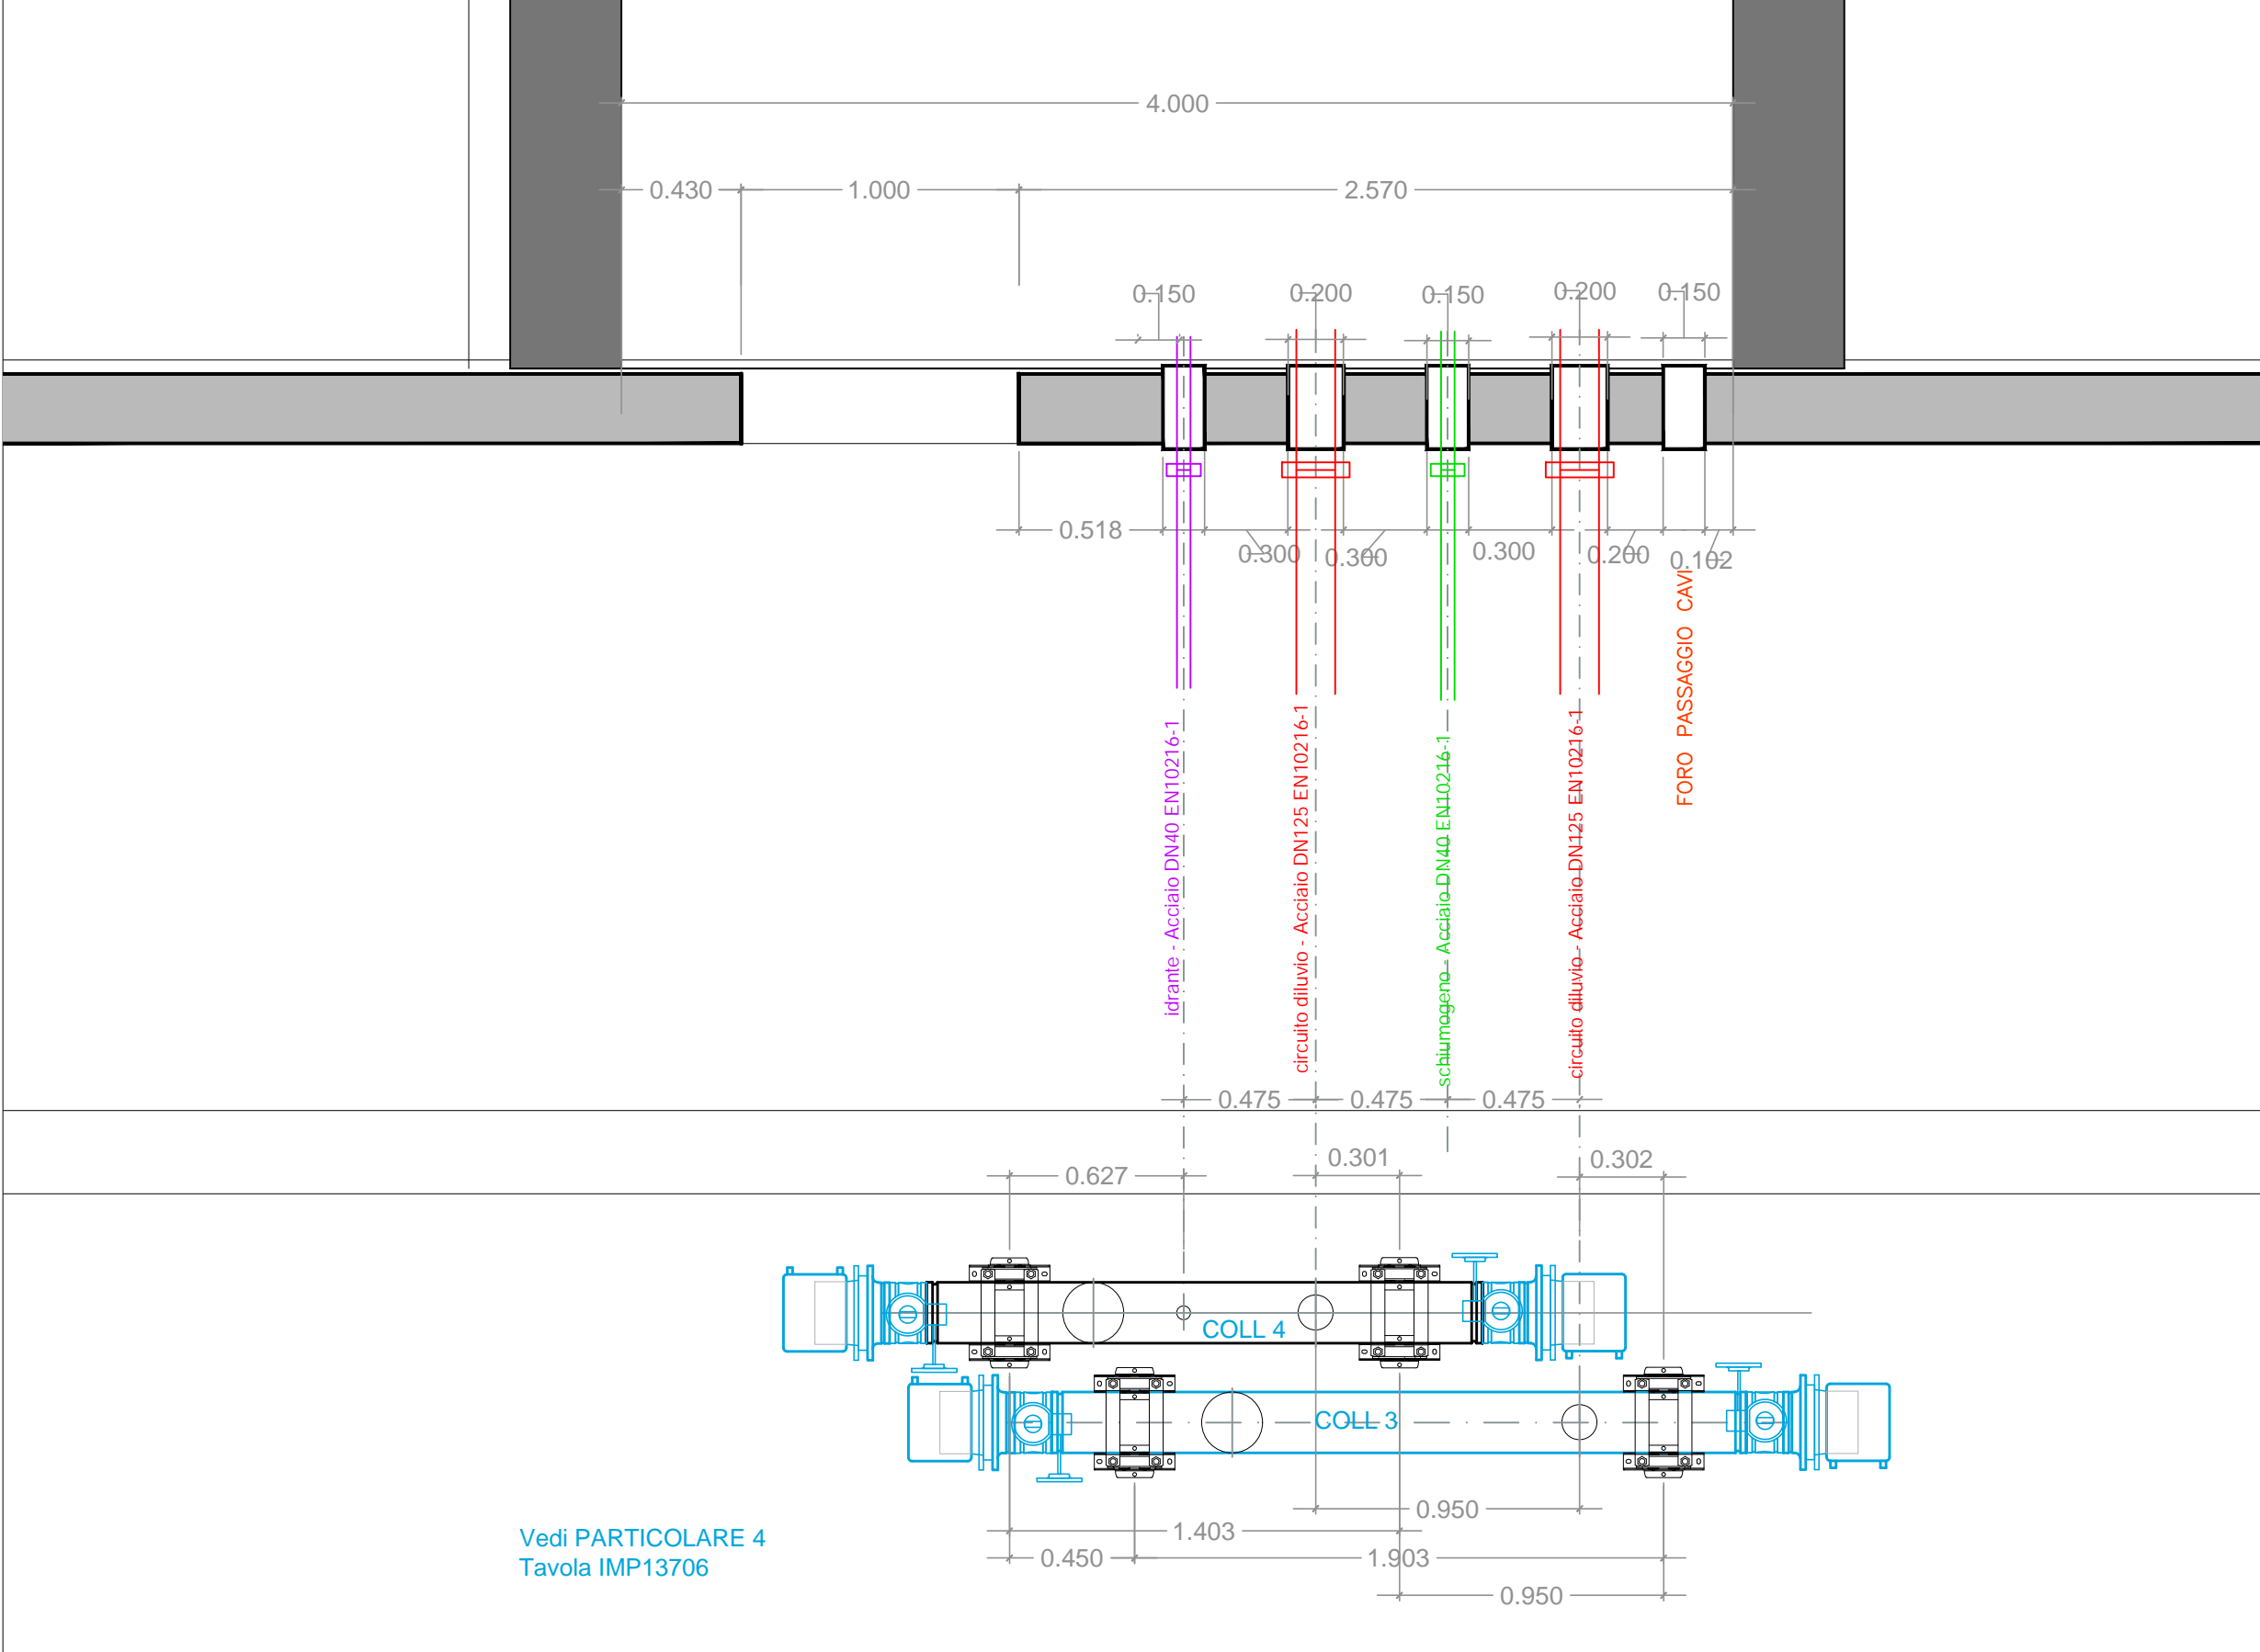 4.000
0.430
1.000
2.570
0.150
0.200
0.150
0.200
0.150
0.518
0.300
0.300
0.300
0.200
0.102
FORO PASSAGGIO CAVI
idrante - Acciaio DN40 EN10216-1
circuito diluvio - Acciaio DN125 EN10216-1
schiumogeno - Acciaio DN40 EN10216-1
circuito diluvio - Acciaio DN125 EN10216-1
0.475
0.475
0.475
0.627
0.301
0.302
COLL 4
COLL 3
0.950
1.403
0.450
1.903
0.950
Vedi PARTICOLARE 4
Tavola IMP13706